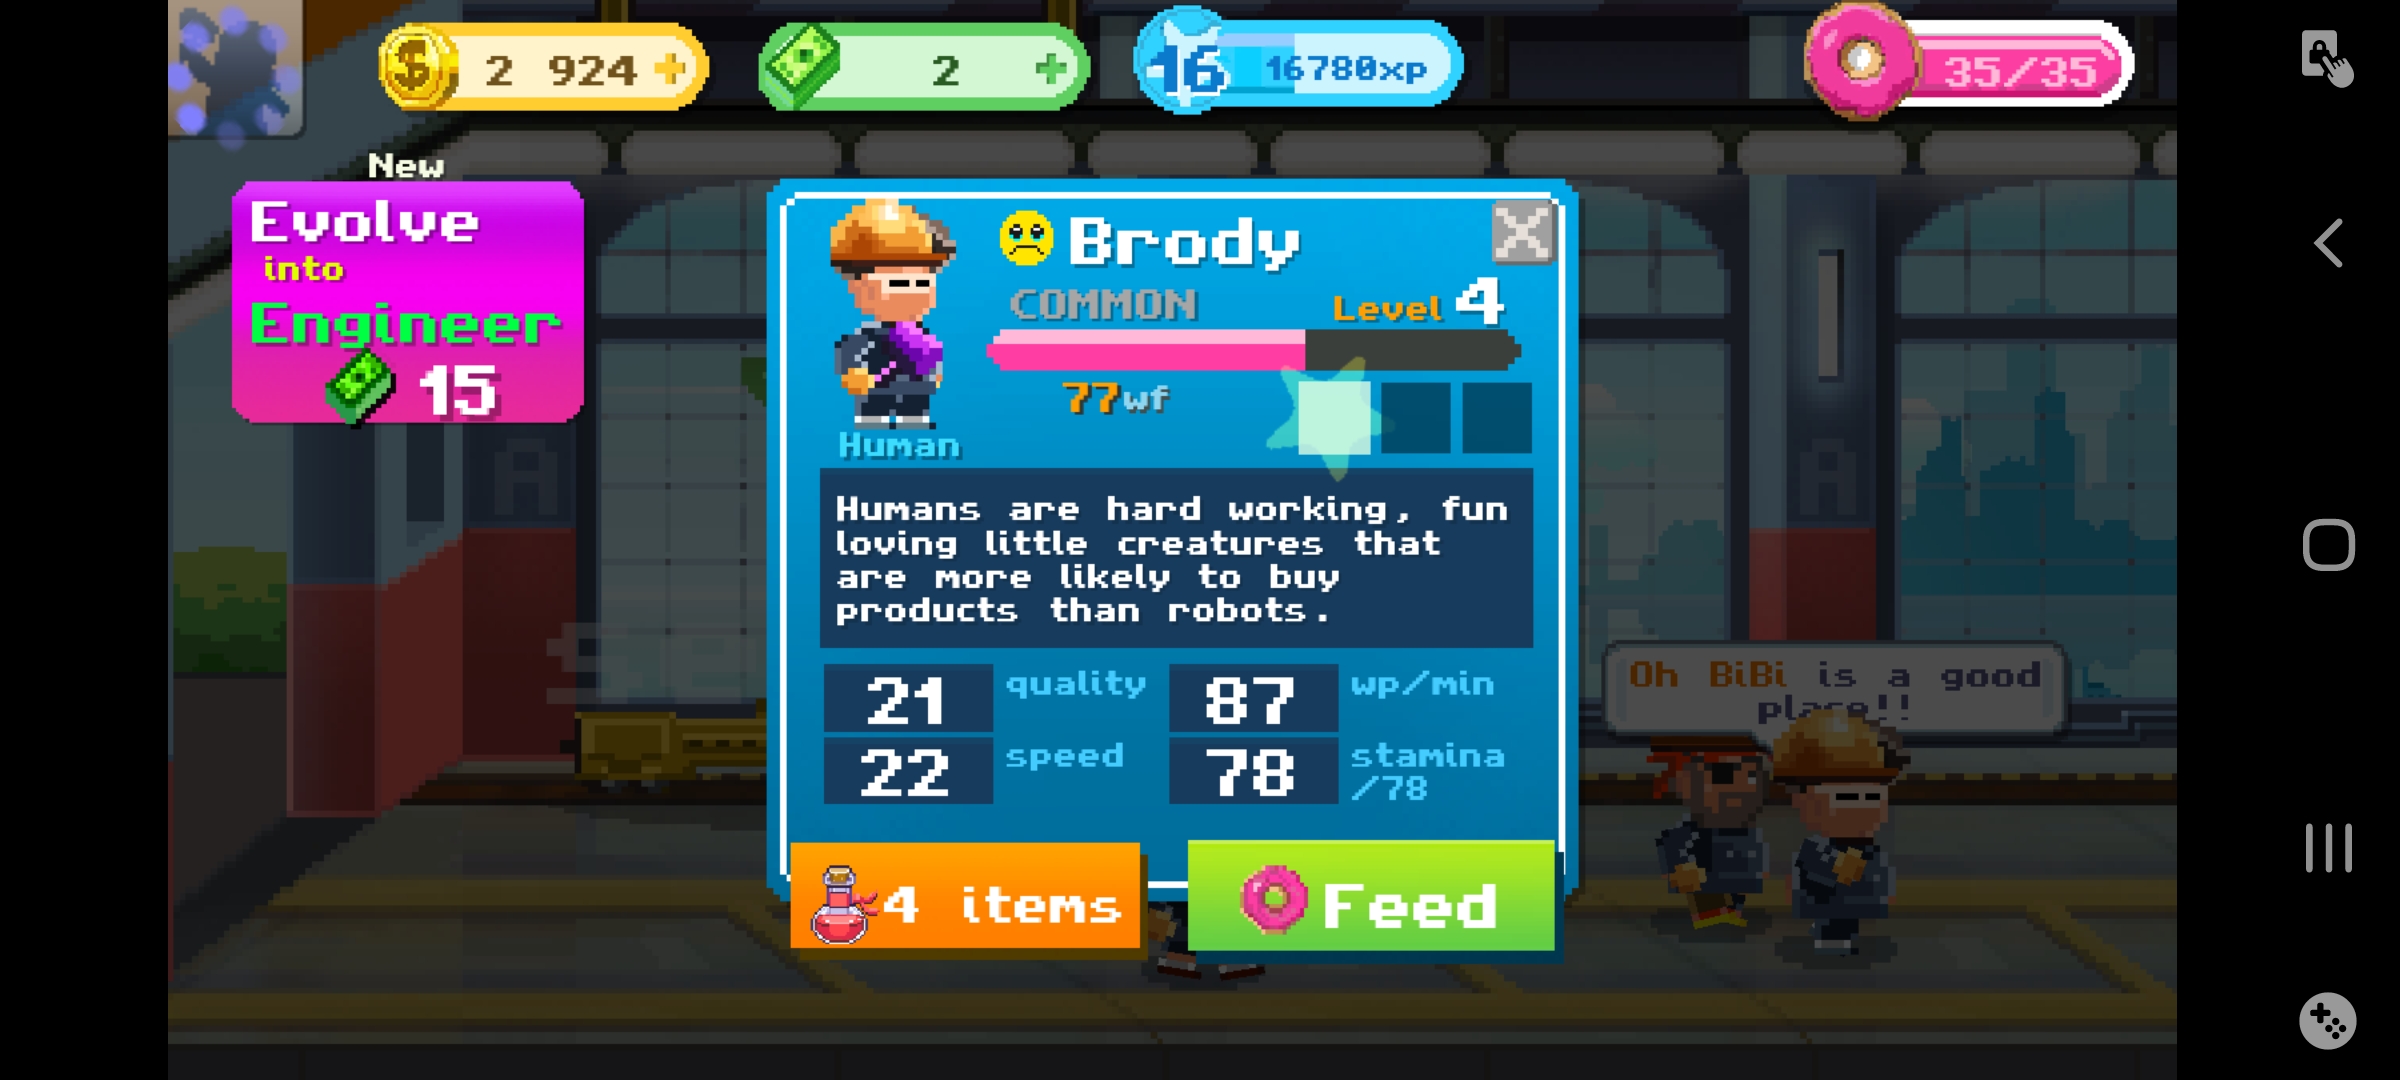 2 924
2
16
16780xp
35/35
New
Evolve
into
Engineer
15
Brody
COMMON
Level 4
77wf
Human
Humans are hard working, fun
loving little creatures that
are more likely to buy
products than robots.
21 quality
87 wp/min
22 speed
78 stamina
/78
Oh BiBi is a good
place!!
4 items
Feed
A
A